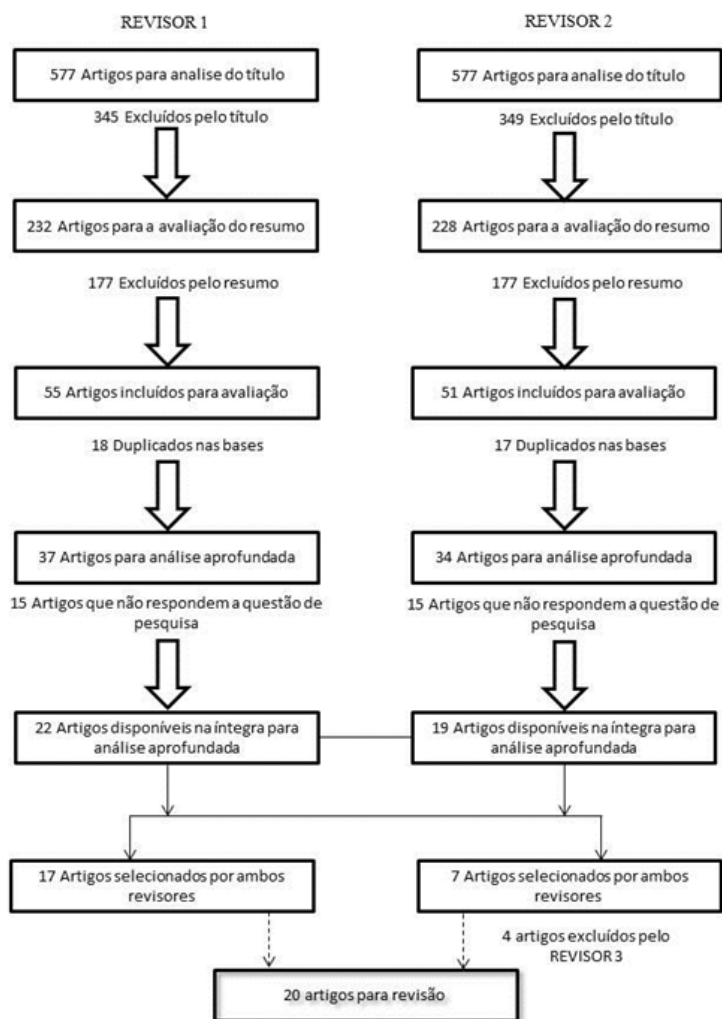 REVISOR 1
REVISOR 2
577 Artigos para analise do título
577 Artigos para analise do título
345 Excluídos pelo título
349 Excluídos pelo título
232 Artigos para a avaliação do resumo
228 Artigos para a avaliação do resumo
177 Excluídos pelo resumo
177 Excluídos pelo resumo
55 Artigos incluídos para avaliação
51 Artigos incluídos para avaliação
18 Duplicados nas bases
17 Duplicados nas bases
37 Artigos para análise aprofundada
34 Artigos para análise aprofundada
15 Artigos que não respondem a questão de
pesquisa
15 Artigos que não respondem a questão de
pesquisa
22 Artigos disponíveis na íntegra para
análise aprofundada
19 Artigos disponíveis na íntegra para
análise aprofundada
17 Artigos selecionados por ambos
revisores
7 Artigos selecionados por ambos
revisores
4 artigos excluídos pelo
REVISOR 3
20 artigos para revisão